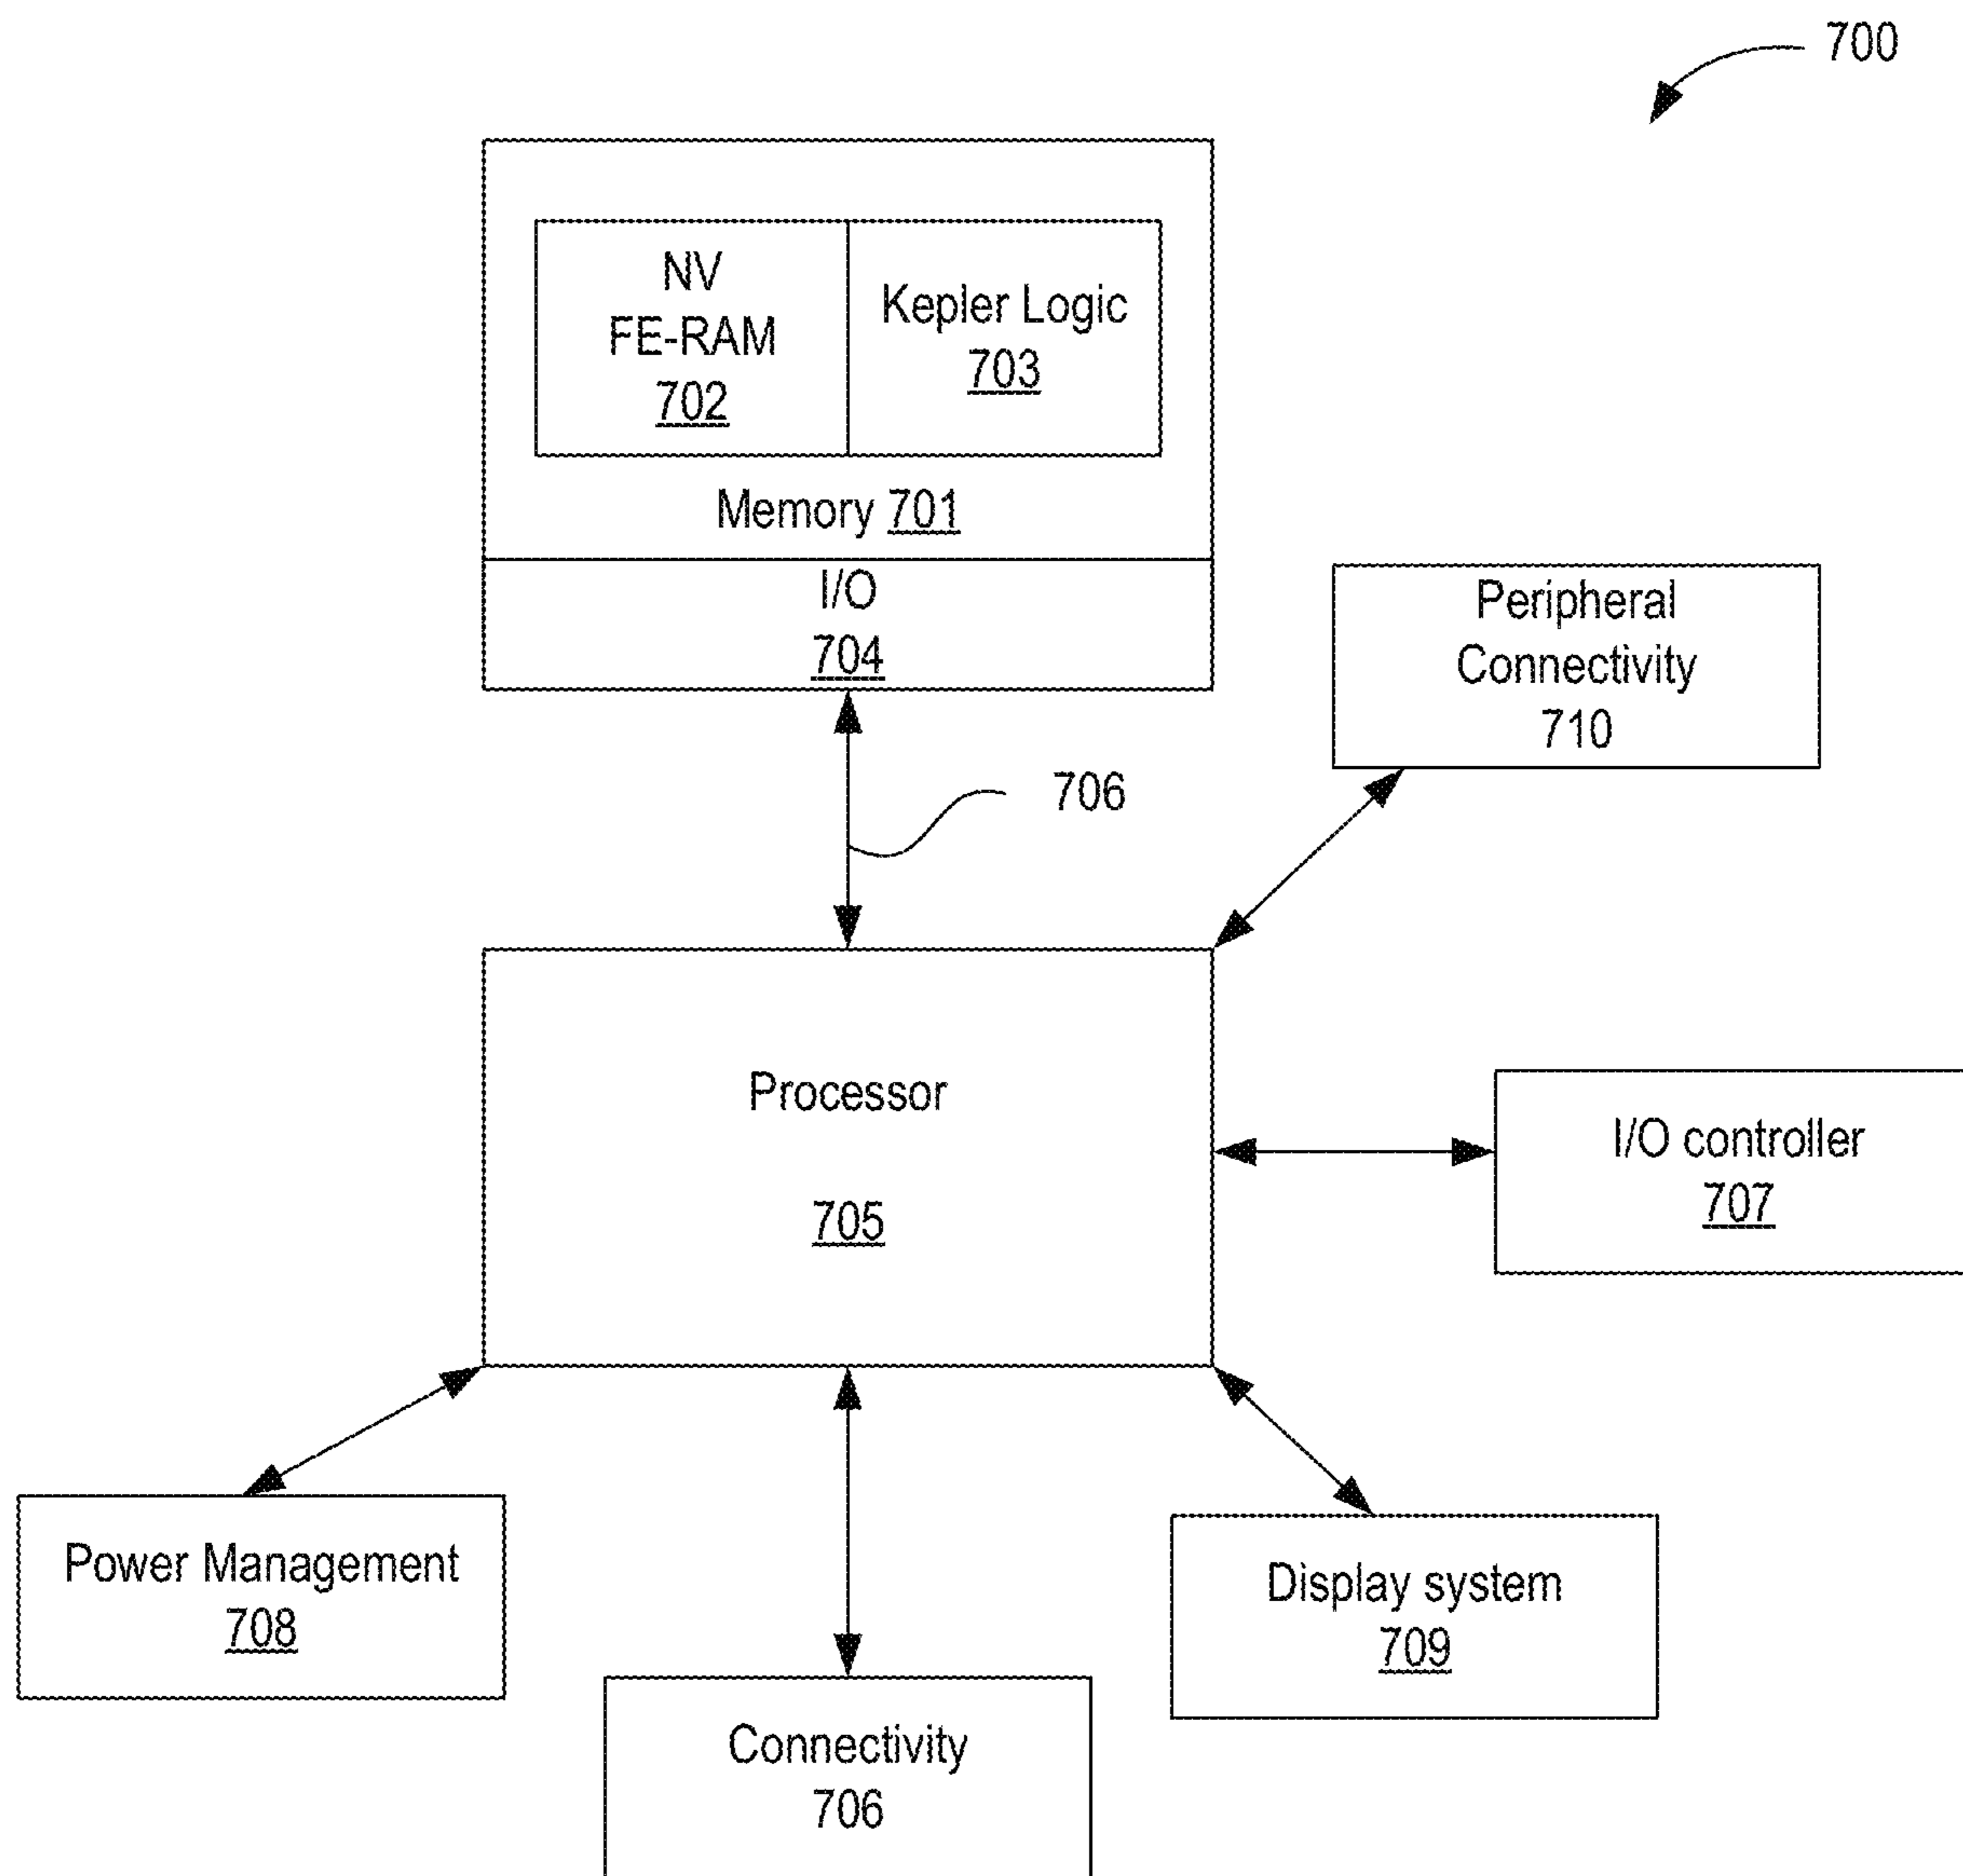 700
NV
FE-RAM
702
Kepler Logic
703
Memory 701
I/O
704
Peripheral
Connectivity
710
706
Processor
705
I/O controller
707
Power Management
708
Display system
709
Connectivity
706